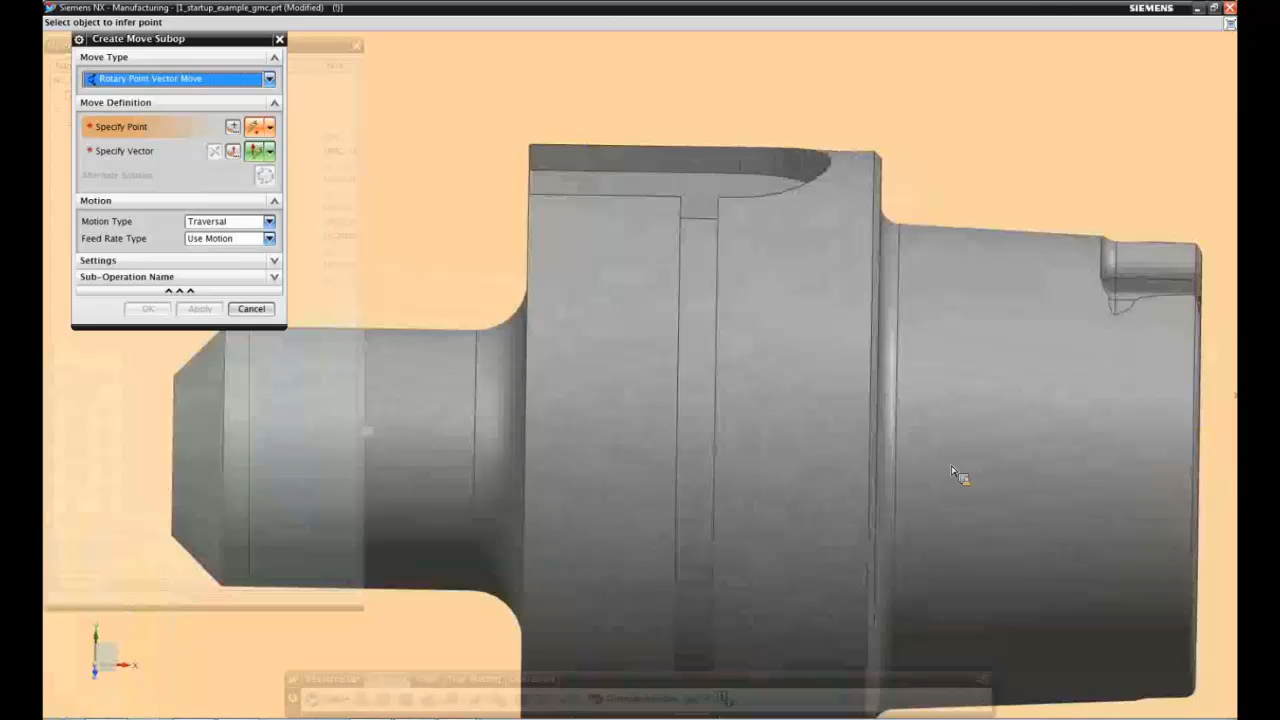 Siemens NX - Manufacturing - [1_startup_example_gmc.prt (Modified) (!)]
SIEMENS
Select object to infer point
Create Move Subop
Move Type
Rotary Point Vector Move
Move Definition
* Specify Point
* Specify Vector
Alternate Solution
Motion
Motion Type Traversal
Feed Rate Type Use Motion
Settings
Sub-Operation Name
OK Apply Cancel
X